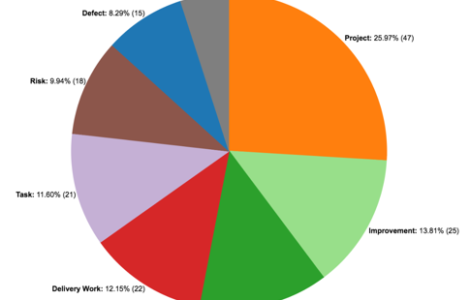 Defect: 8.29% (15)
Project: 25.97% (47)
Risk: 9.94% (18)
Task: 11.60% (21)
Improvement: 13.81% (25)
Delivery Work: 12.15% (22)